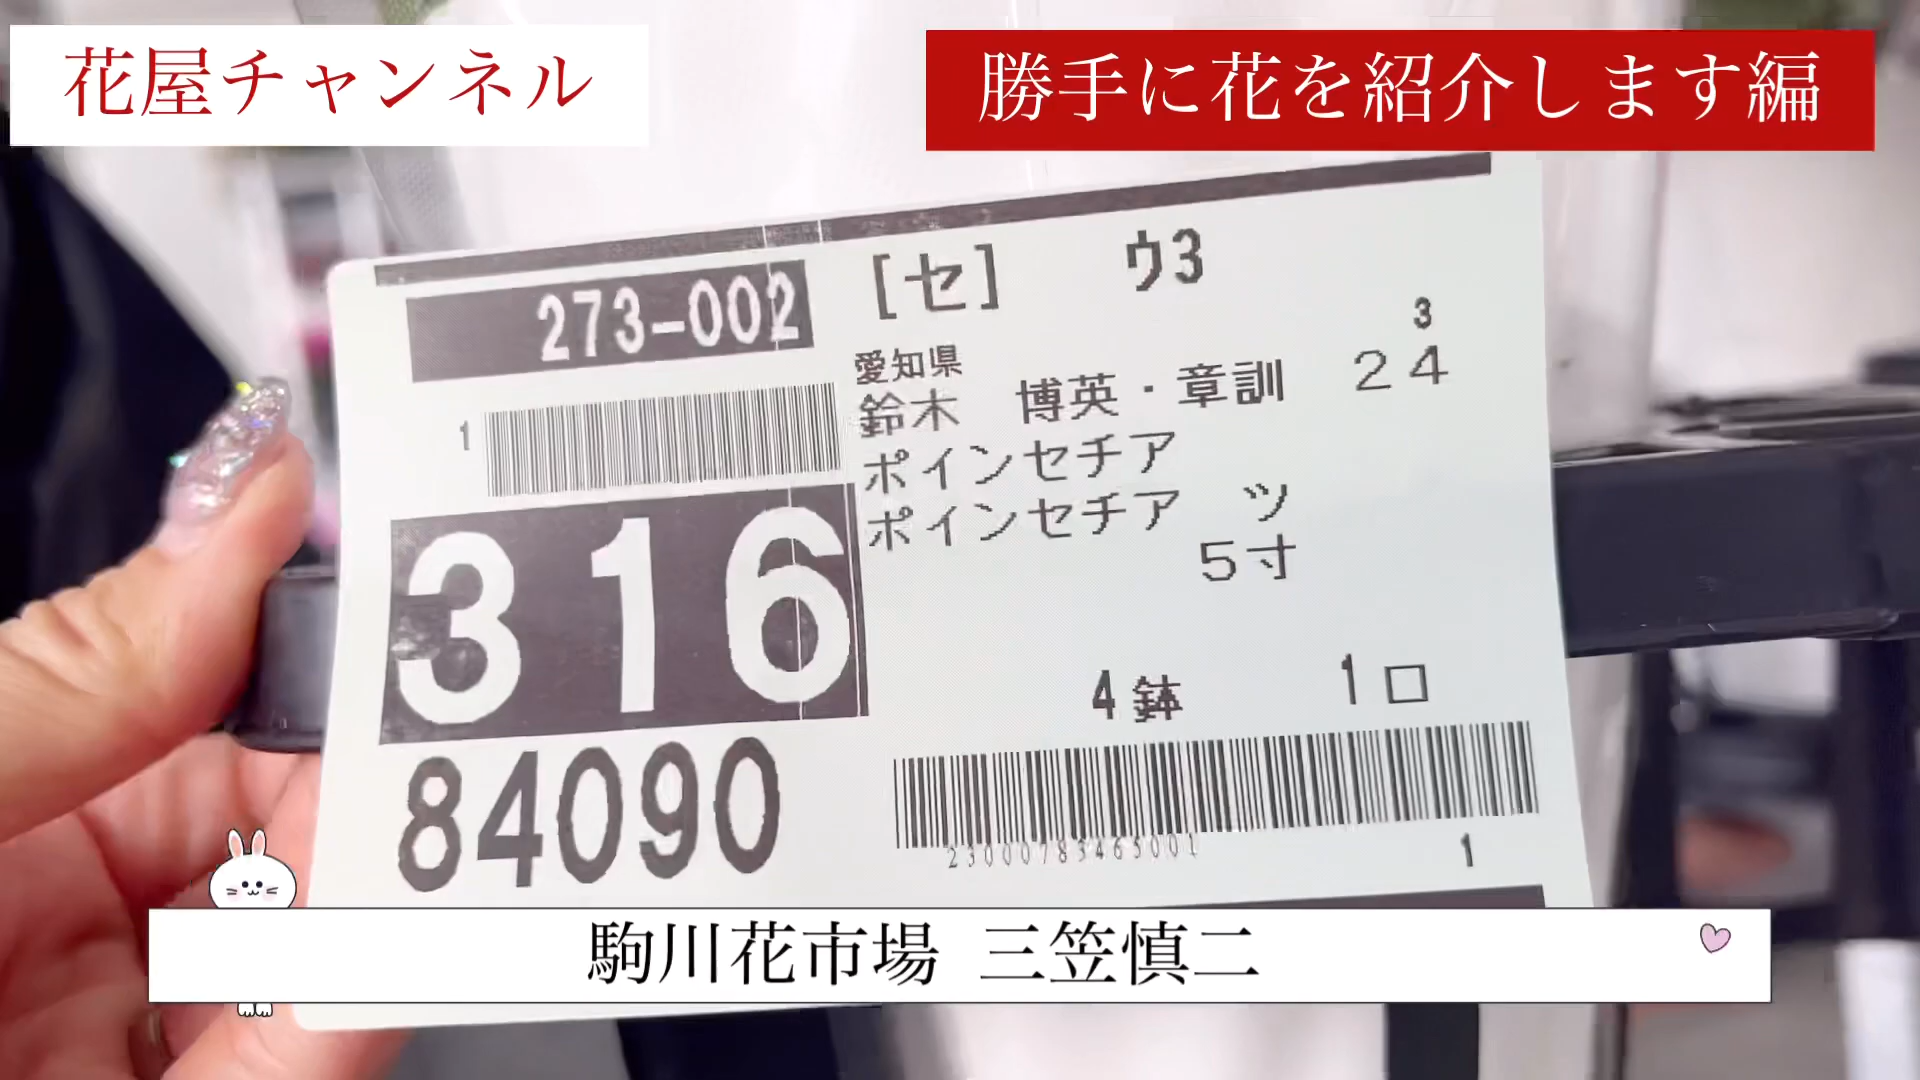 花屋チャンネル
勝手に花を紹介します編
273-002
[セ] ウ3
3
愛知県
鈴木 博英・章訓 24
1
ポインセチア
ポインセチア ツ
5寸
316
4鉢 1口
84090
23000783465001
1
駒川花市場 三笠慎二